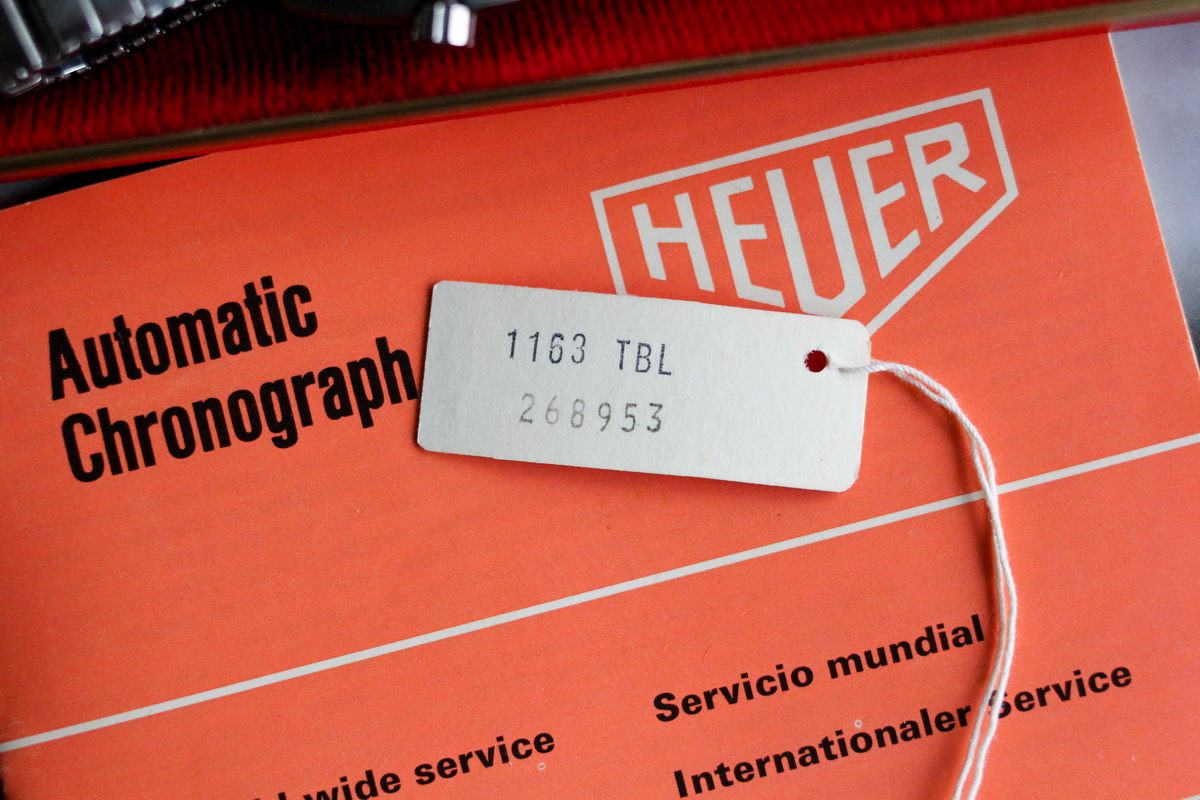 HEUER
Automatic
Chronograph
1163 TBL
268953
Servicio mundial
wide service
Internationaler Service